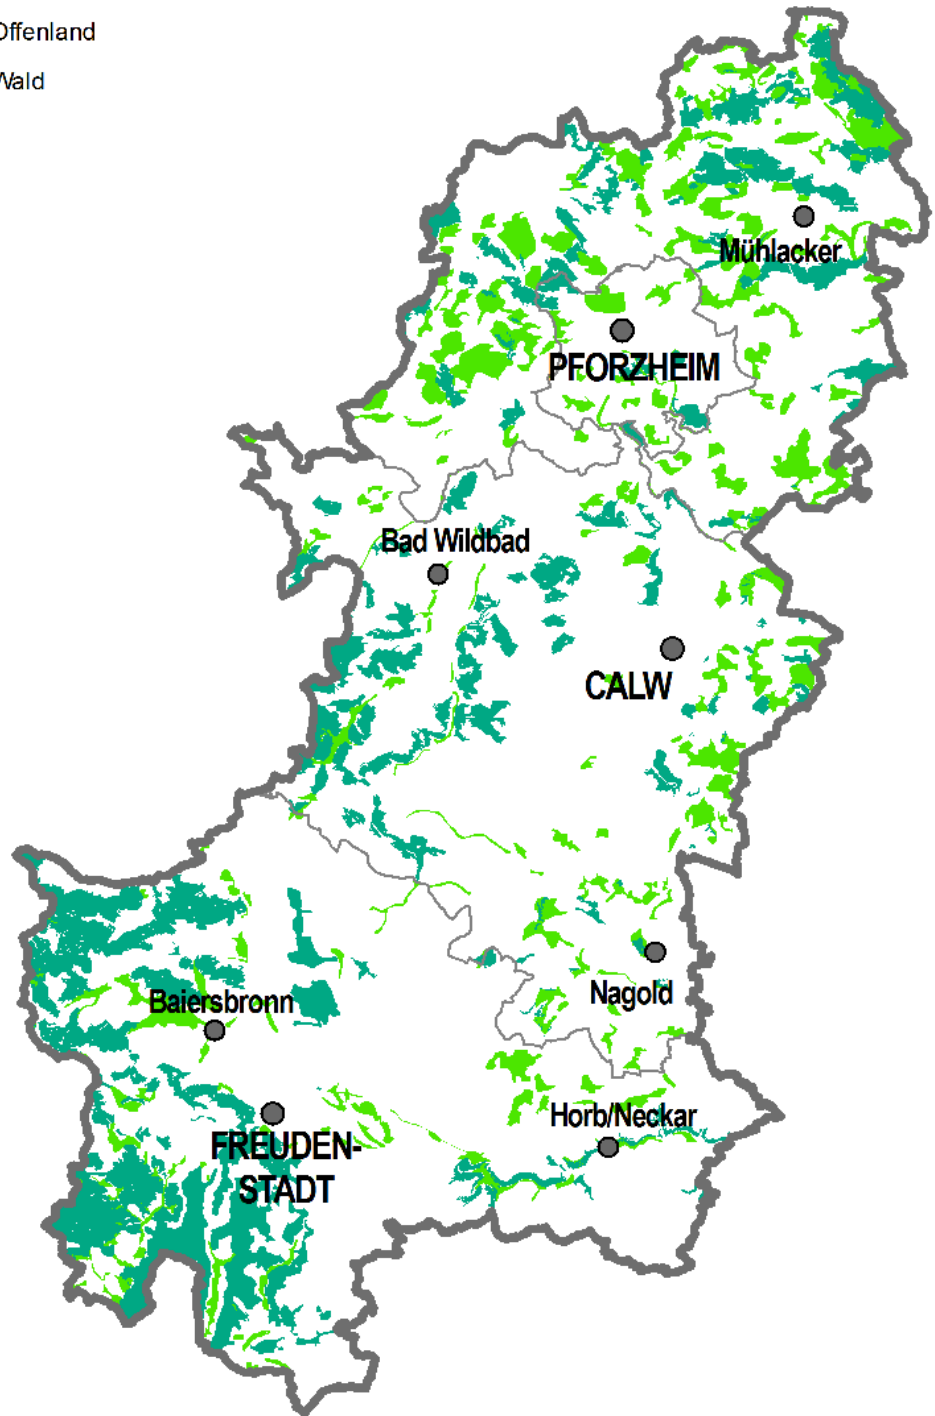 Offenland
Wald
Mühlacker
PFORZHEIM
Bad Wildbad
CALW
Nagold
Baiersbronn
Horb/Neckar
FREUDEN-
STADT